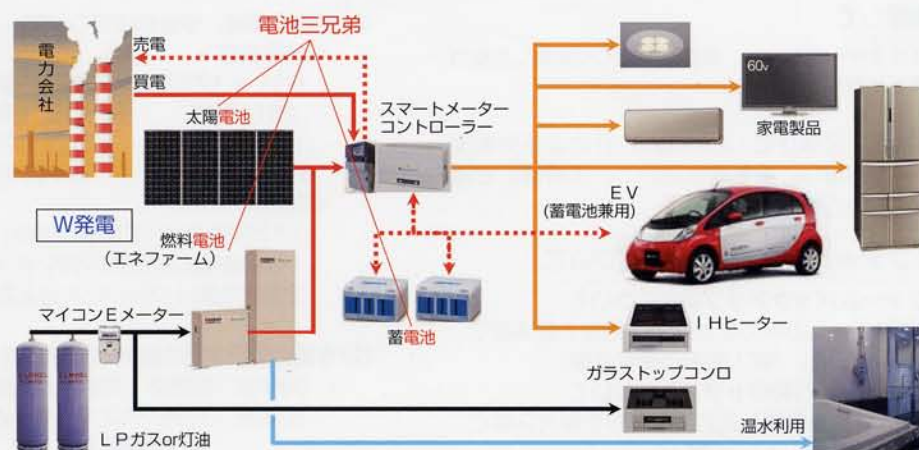 電力会社
売電
買電
電池三兄弟
太陽電池
スマートメーター
コントローラー
60v
家電製品
EV
(蓄電池兼用)
W発電
燃料電池
(エネファーム)
蓄電池
マイコンEメーター
IHヒーター
ガラストップコンロ
LPガスor灯油
温水利用